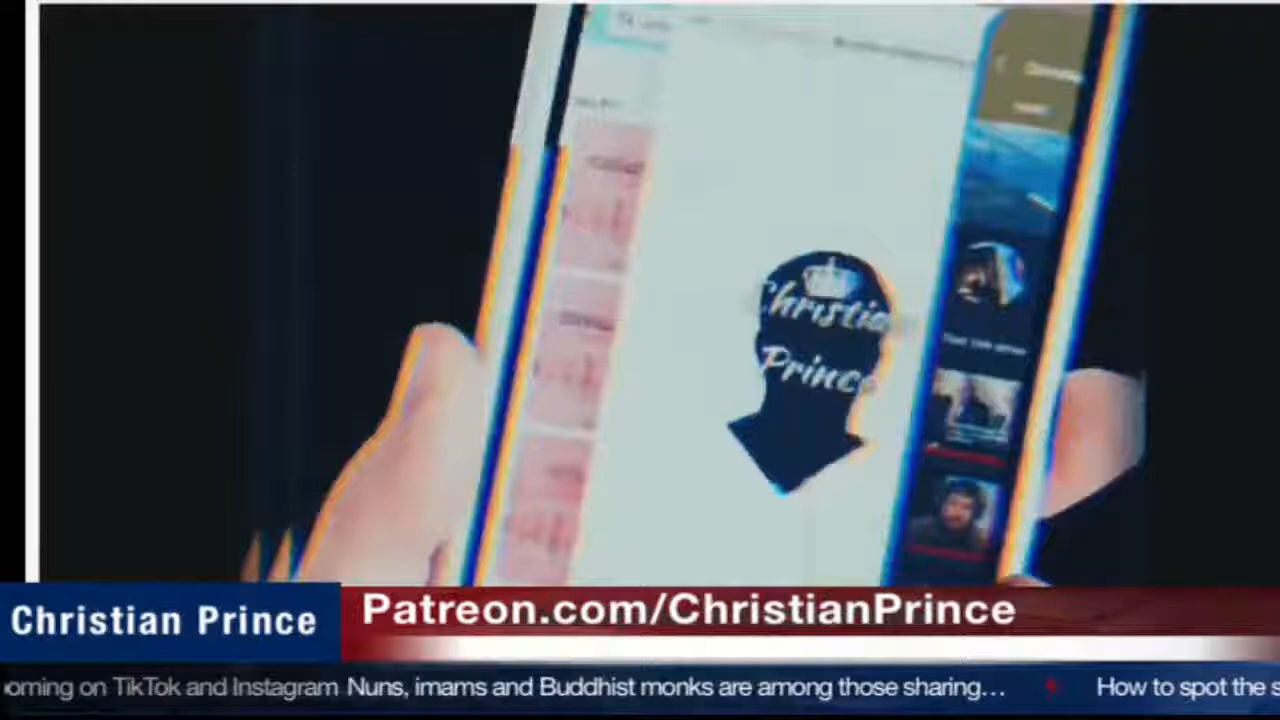 Christian
Prince
Christian Prince
Patreon.com/ChristianPrince
oming on TikTok and Instagram Nuns, imams and Buddhist monks are among those sharing… How to spot the s